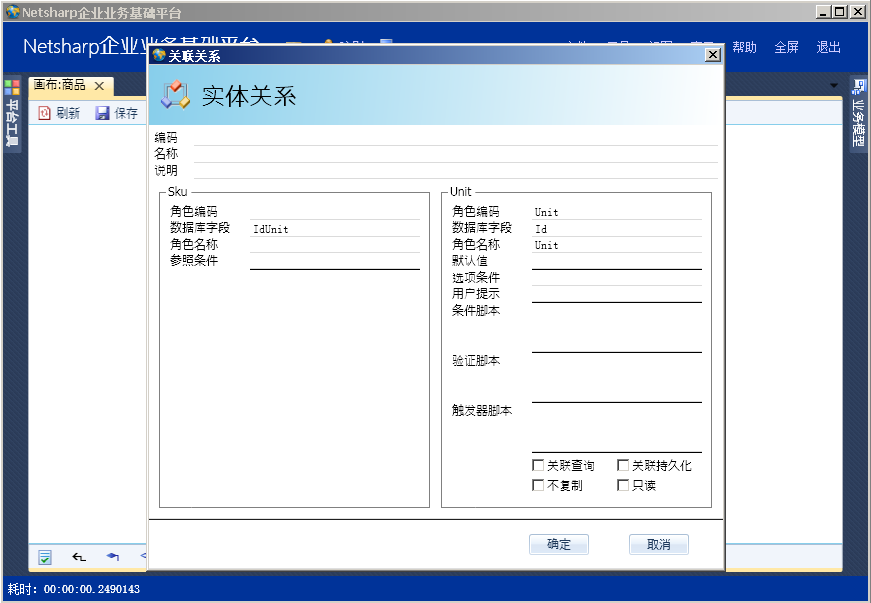 Netsharp企业业务基础平台
Netsharp企业业务基础平台
帮助 全屏 退出
平台工具
画布:商品
刷新 保存
业务模型
关联关系
实体关系
编码
名称
说明
Sku
角色编码
数据库字段 IdUnit
角色名称
参照条件
Unit
角色编码 Unit
数据库字段 Id
角色名称 Unit
默认值
选项条件
用户提示
条件脚本
验证脚本
触发器脚本
关联查询 关联持久化
不复制 只读
确定 取消
耗时: 00:00:00.2490143